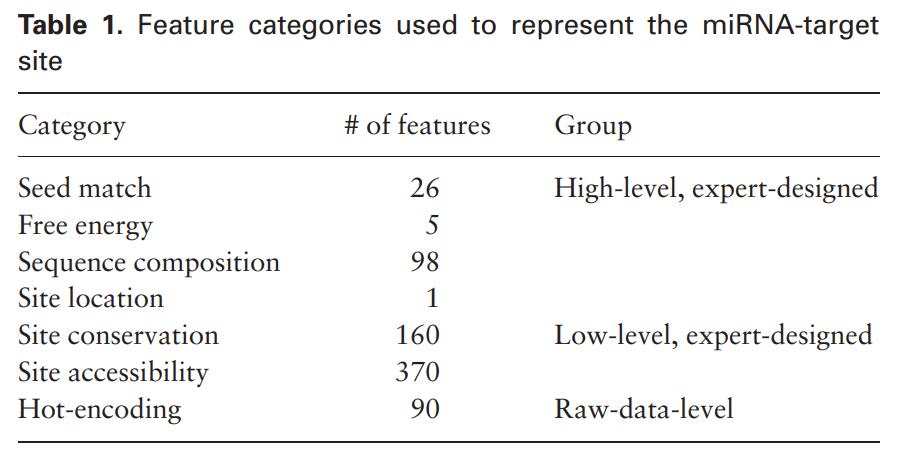 Table 1. Feature categories used to represent the miRNA-target
site
Category # of features Group
Seed match 26 High-level, expert-designed
Free energy 5
Sequence composition 98
Site location 1
Site conservation 160 Low-level, expert-designed
Site accessibility 370
Hot-encoding 90 Raw-data-level